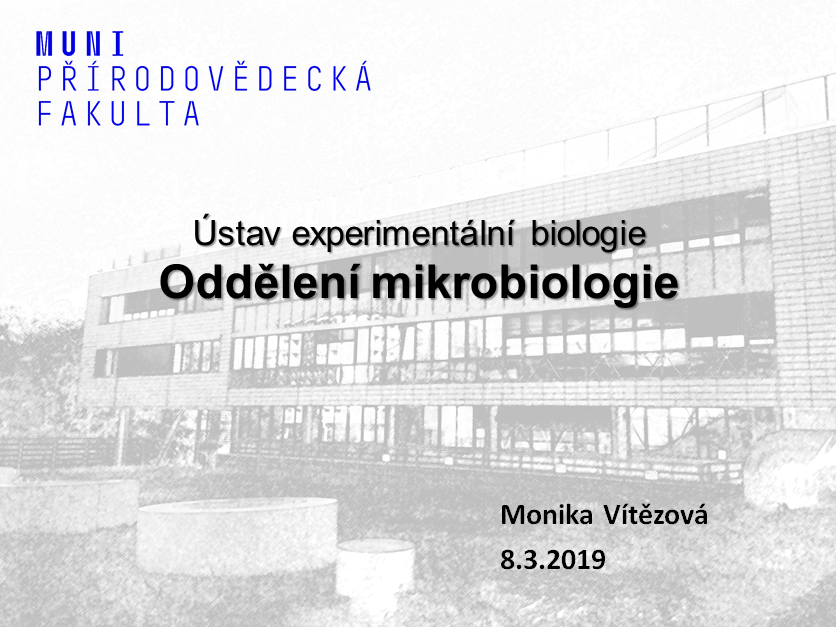 MUNI
PŘÍRODOVĚDECKÁ
FAKULTA
Ústav experimentální biologie
Oddělení mikrobiologie
Monika Vítězová
8.3.2019